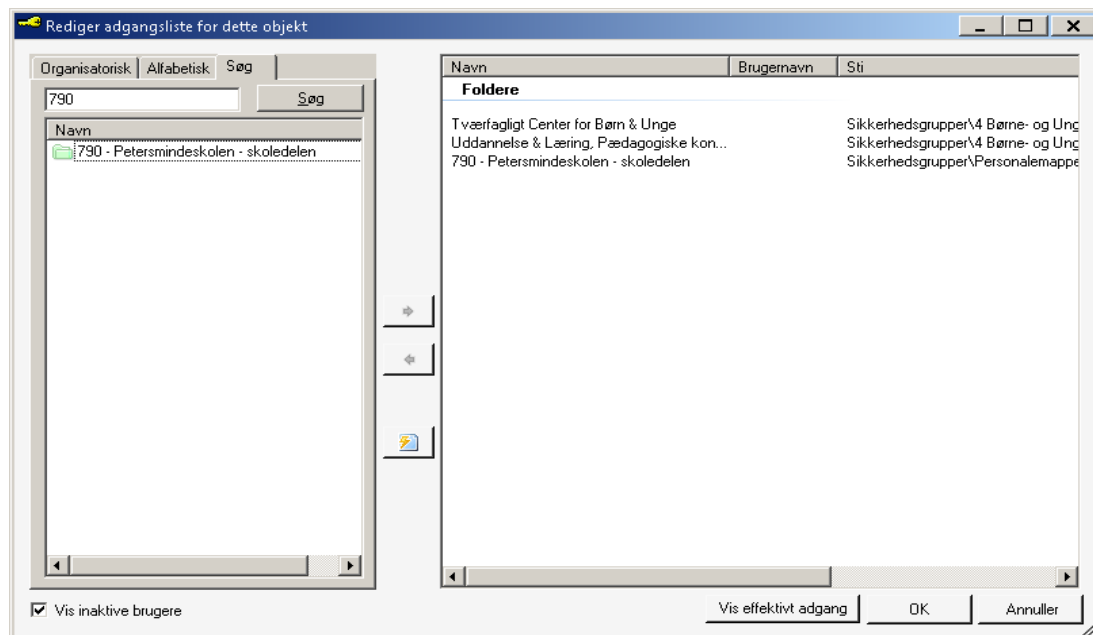 Rediger adgangsliste for dette objekt
Organisatorisk Alfabetisk Søg
790 Søg
Navn
790 - Petersmindeskolen - skoledelen
Navn Brugernavn Sti
Foldere
Tværfagligt Center for Børn & Unge Sikkerhedsgrupper\4 Børne- og Ung
Uddannelse & Læring, Pædagogiske kon... Sikkerhedsgrupper\4 Børne- og Ung
790 - Petersmindeskolen - skoledelen Sikkerhedsgrupper\Personalemappe
Vis inaktive brugere
Vis effektivt adgang OK Annuller